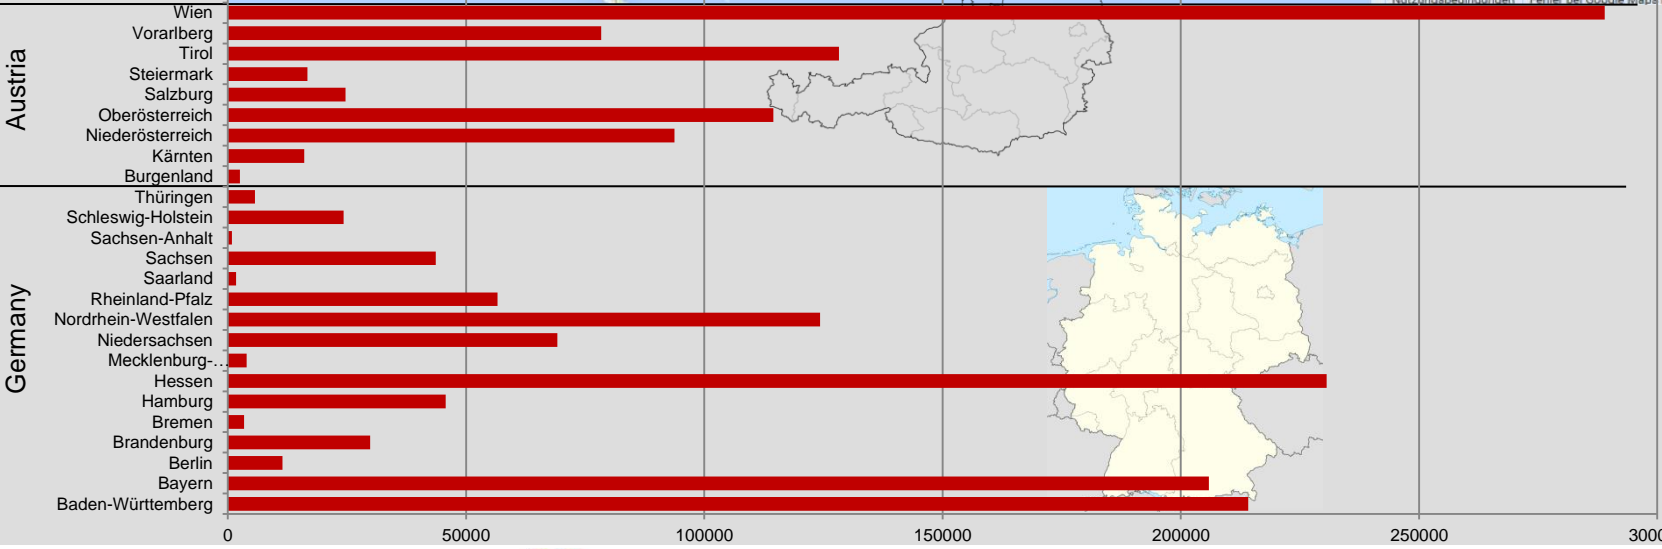 Wien
Vorarlberg
Tirol
Steiermark
Salzburg
Oberösterreich
Niederösterreich
Kärnten
Burgenland
Austria
Thüringen
Schleswig-Holstein
Sachsen-Anhalt
Sachsen
Saarland
Rheinland-Pfalz
Nordrhein-Westfalen
Niedersachsen
Mecklenburg-…
Hessen
Hamburg
Bremen
Brandenburg
Berlin
Bayern
Baden-Württemberg
Germany
0 50000 100000 150000 200000 250000